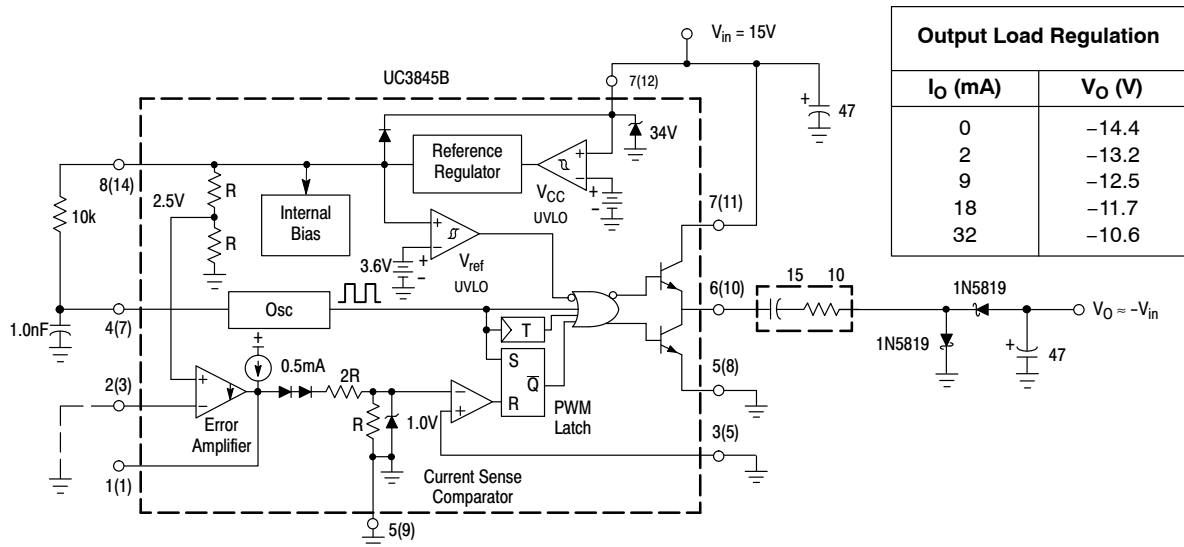 V_in = 15V
Output Load Regulation
I_O (mA) V_O (V)
0 −14.4
2 −13.2
9 −12.5
18 −11.7
32 −10.6
UC3845B
7(12)
+ 47
34V
8(14)
Reference
Regulator
+
−
+
−
V_CC
UVLO
2.5V
R
10k
Internal
Bias
R
7(11)
+
−
3.6V
+
−
V_ref
UVLO
15 10
6(10)
1N5819
V_O ≈ −V_in
Osc
4(7)
1.0nF
T
1N5819
+ 47
+
0.5mA
S
Q̅
R
5(8)
2(3)
+
−
2R
−
+
PWM
Latch
Error
Amplifier
R
1.0V
3(5)
1(1)
Current Sense
Comparator
5(9)